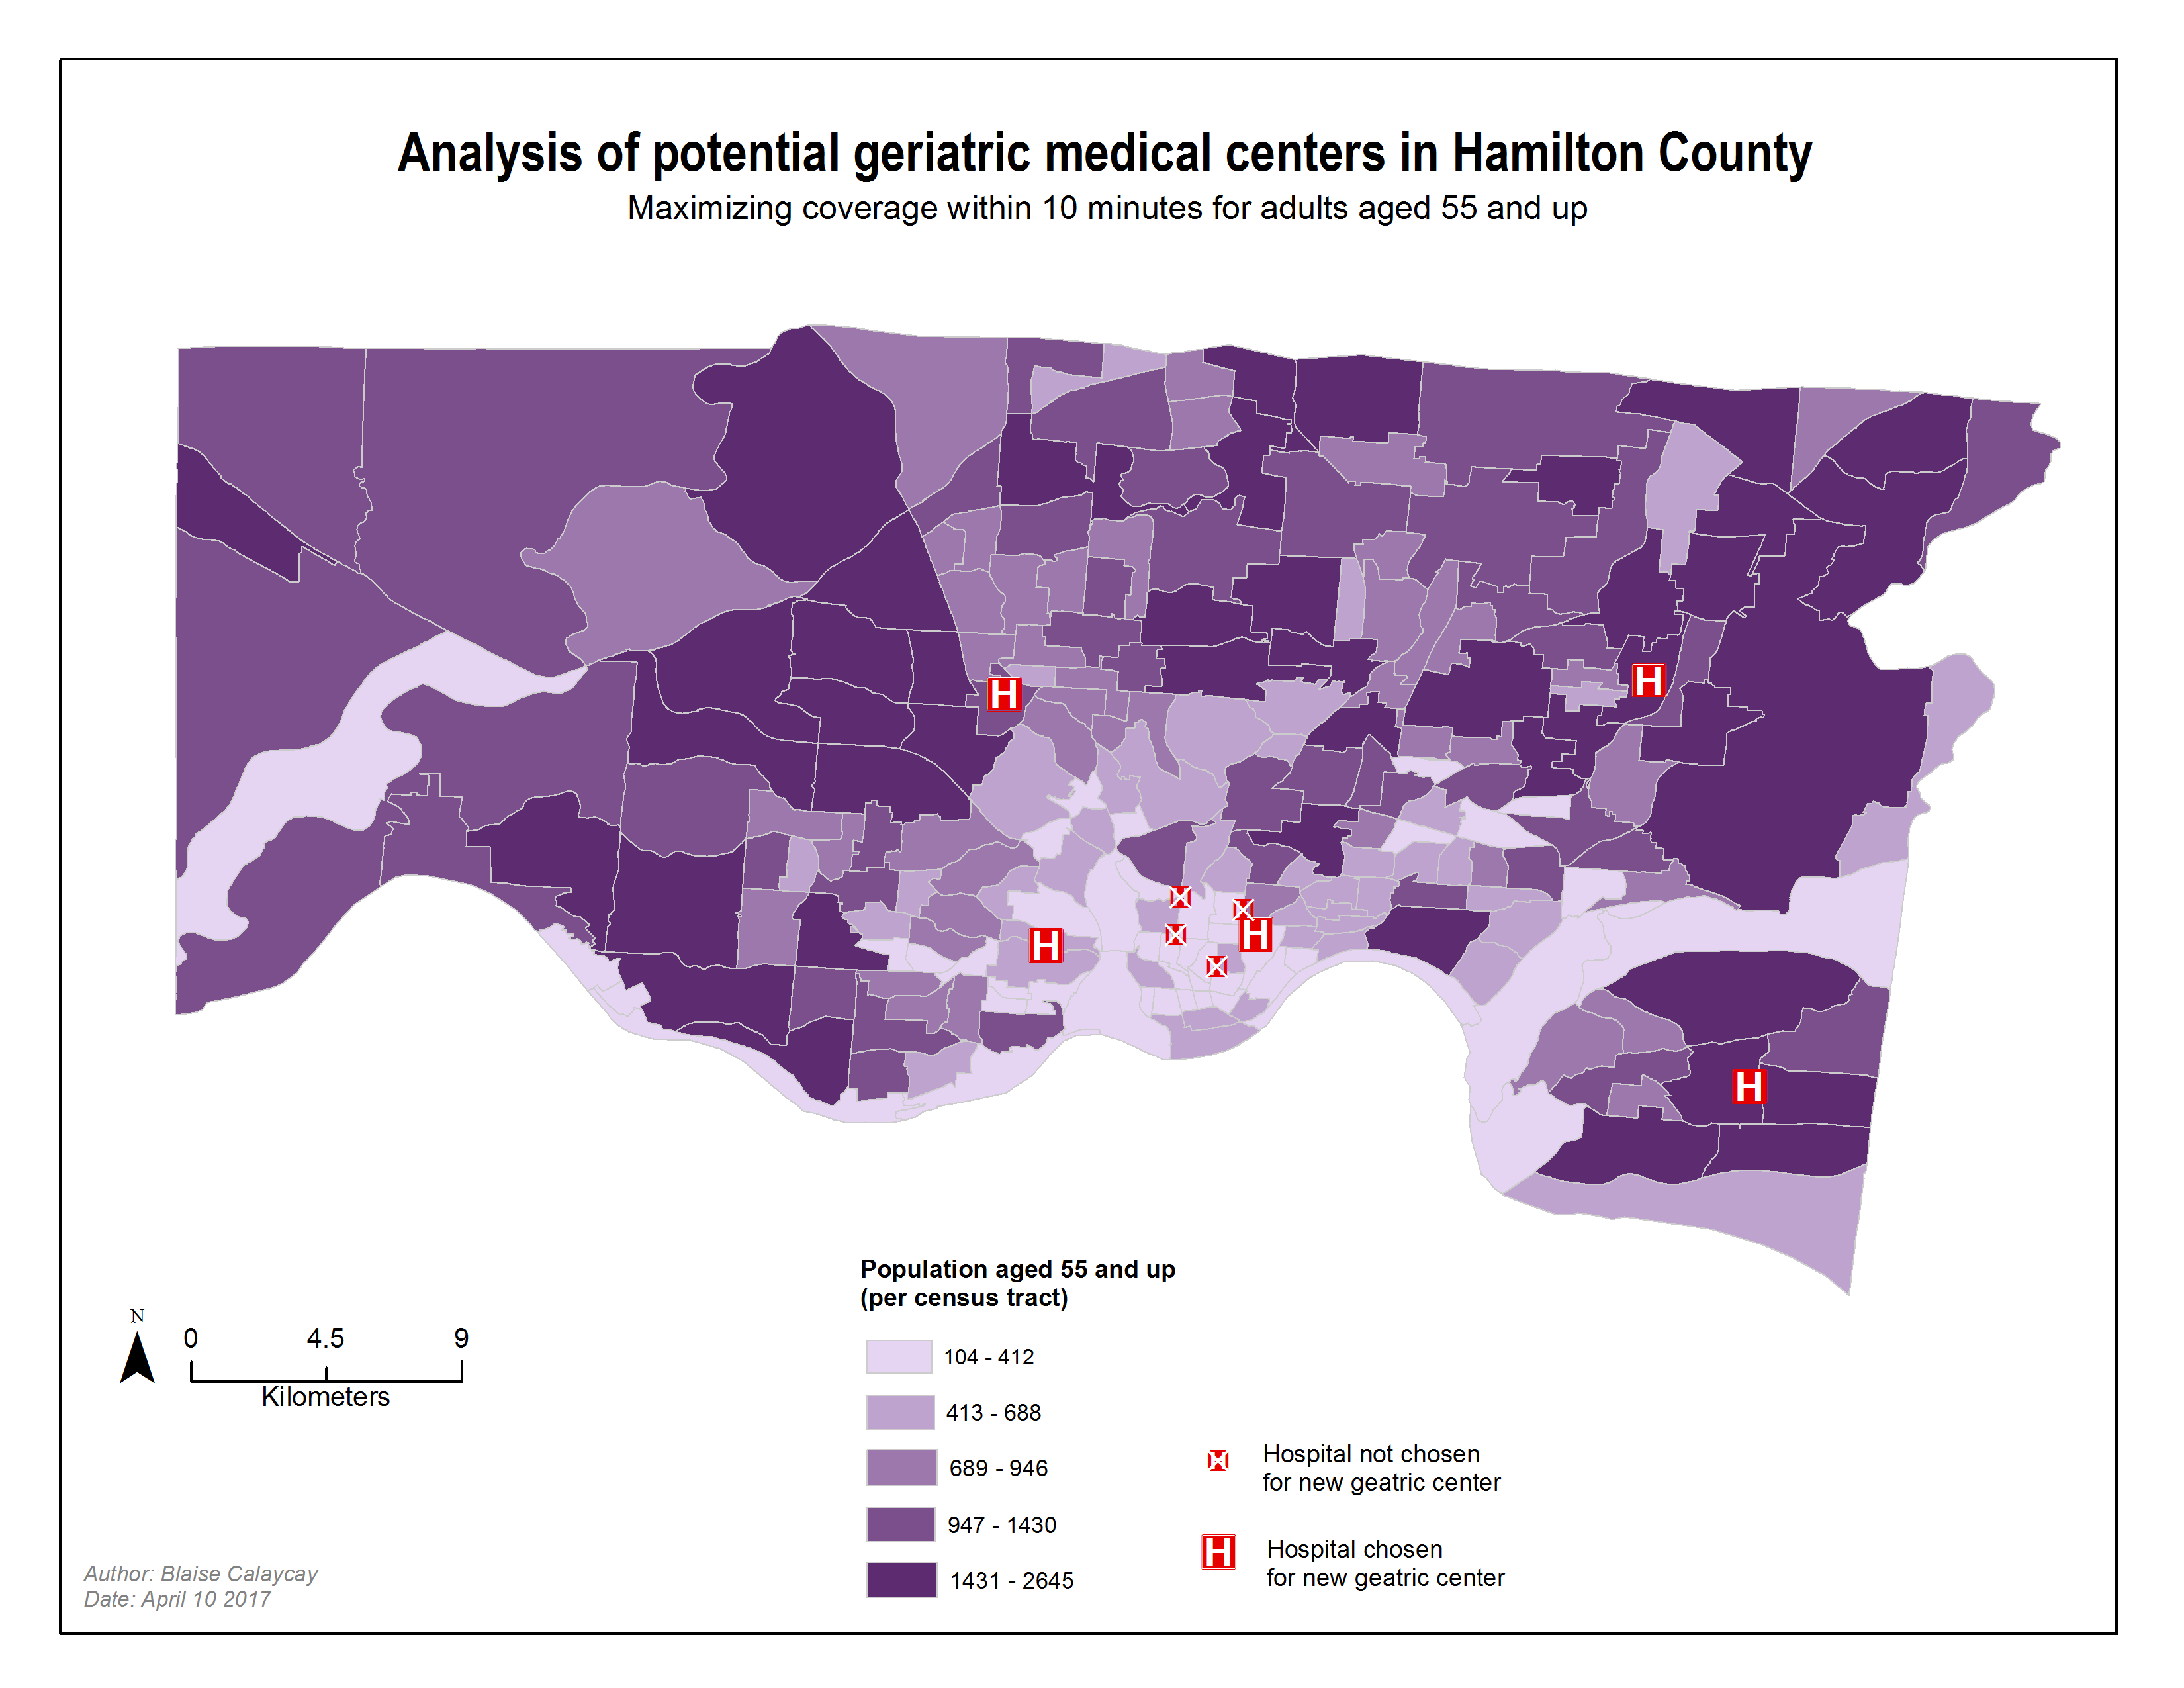 Analysis of potential geriatric medical centers in Hamilton County
Maximizing coverage within 10 minutes for adults aged 55 and up
H
H
H
H
H
Population aged 55 and up
(per census tract)
N
0 4.5 9
Kilometers
104 - 412
413 - 688
689 - 946
947 - 1430
1431 - 2645
Hospital not chosen
for new geatric center
H
Hospital chosen
for new geatric center
Author: Blaise Calaycay
Date: April 10 2017